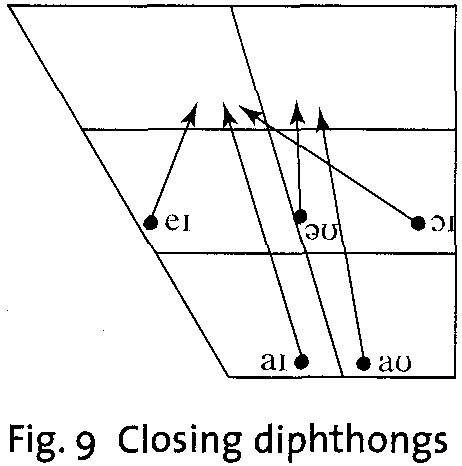 eɪ əʊ ɔɪ
aɪ aʊ
Fig. 9 Closing diphthongs